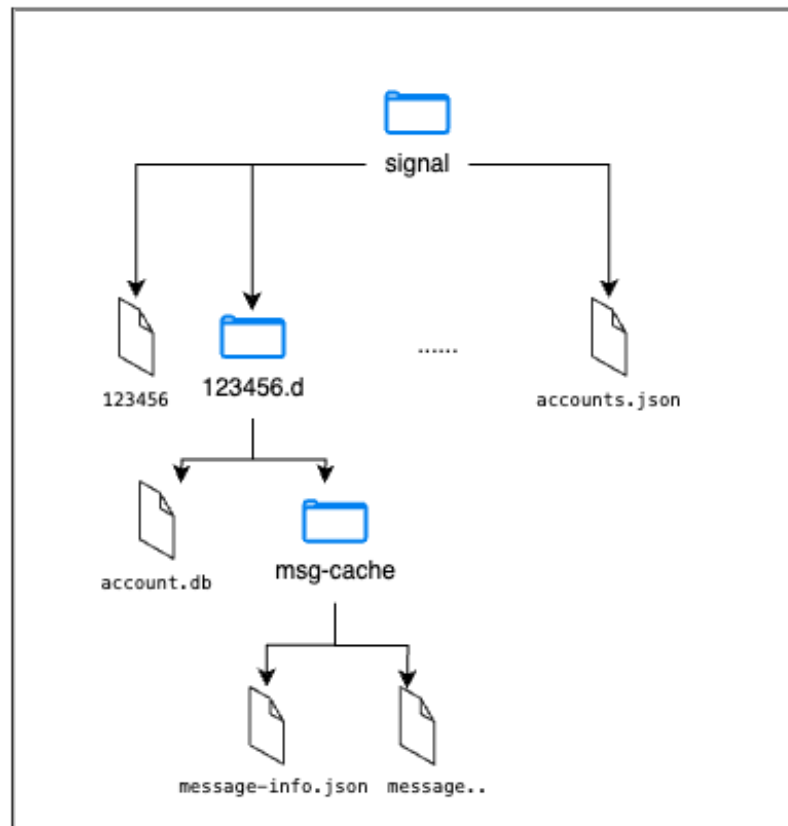 signal
123456
123456.d
......
accounts.json
account.db
msg-cache
message-info.json
message..